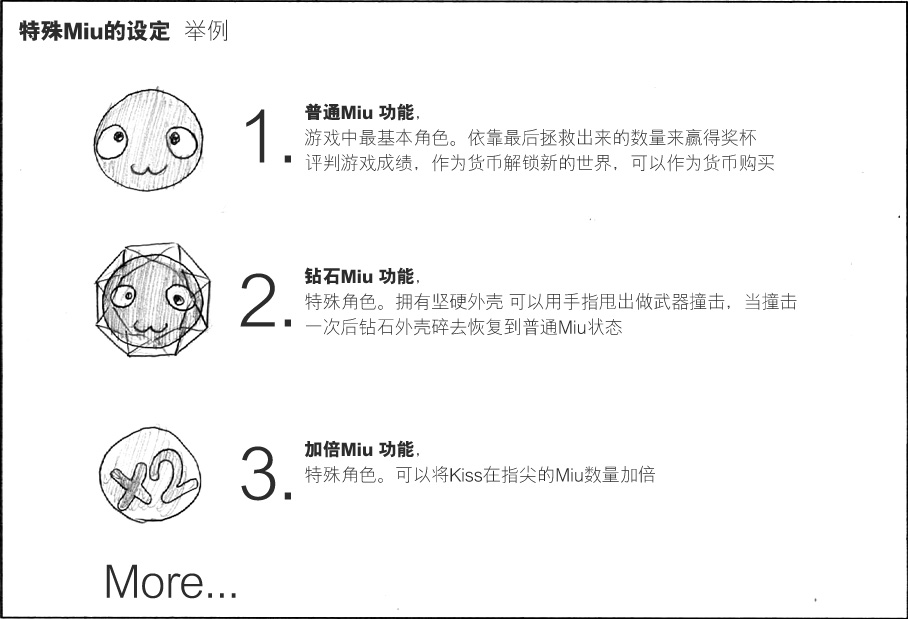 特殊Miu的设定 举例
1.
普通Miu 功能,
游戏中最基本角色。依靠最后拯救出来的数量来赢得奖杯
评判游戏成绩，作为货币解锁新的世界，可以作为货币购买
2.
钻石Miu 功能,
特殊角色。拥有坚硬外壳 可以用手指甩出做武器撞击，当撞击
一次后钻石外壳碎去恢复到普通Miu状态
x2
3.
加倍Miu 功能,
特殊角色。可以将Kiss在指尖的Miu数量加倍
More...